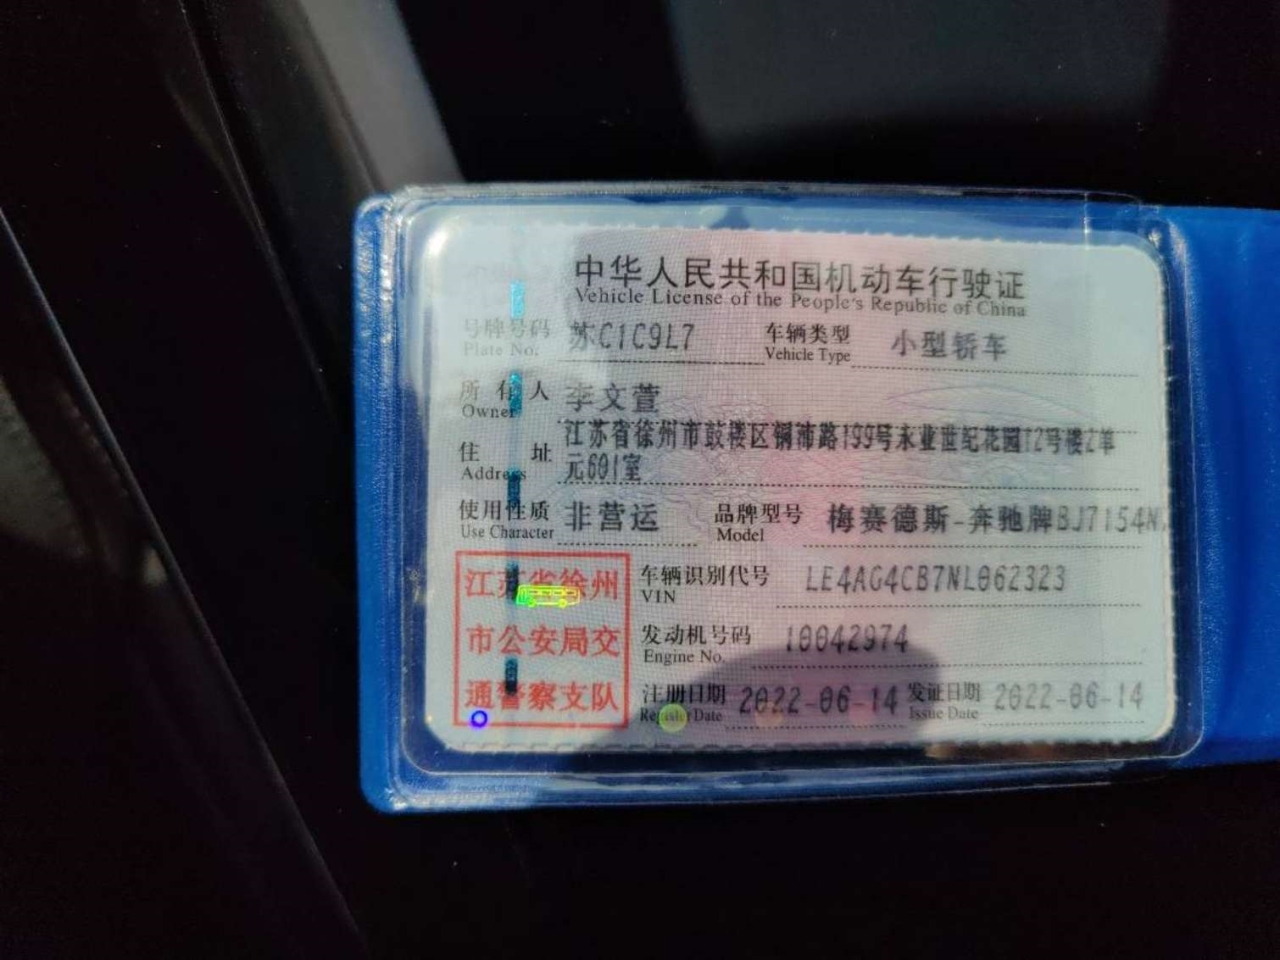 中华人民共和国机动车行驶证
Vehicle License of the People's Republic of China
号牌号码 苏C1C9L7 车辆类型 小型轿车
Plate No. Vehicle Type
所有人 李文萱
Owner
住址 江苏省徐州市鼓楼区铜沛路199号永业世纪花园12号楼2单
Address 元601室
使用性质 非营运 品牌型号 梅赛德斯-奔驰牌BJ7154N
Use Character Model
江苏省徐州
市公安局交
通警察支队
车辆识别代号 LE4AG4CB7NL062323
VIN
发动机号码 10042974
Engine No.
注册日期 2022-06-14 发证日期 2022-06-14
Register Date Issue Date